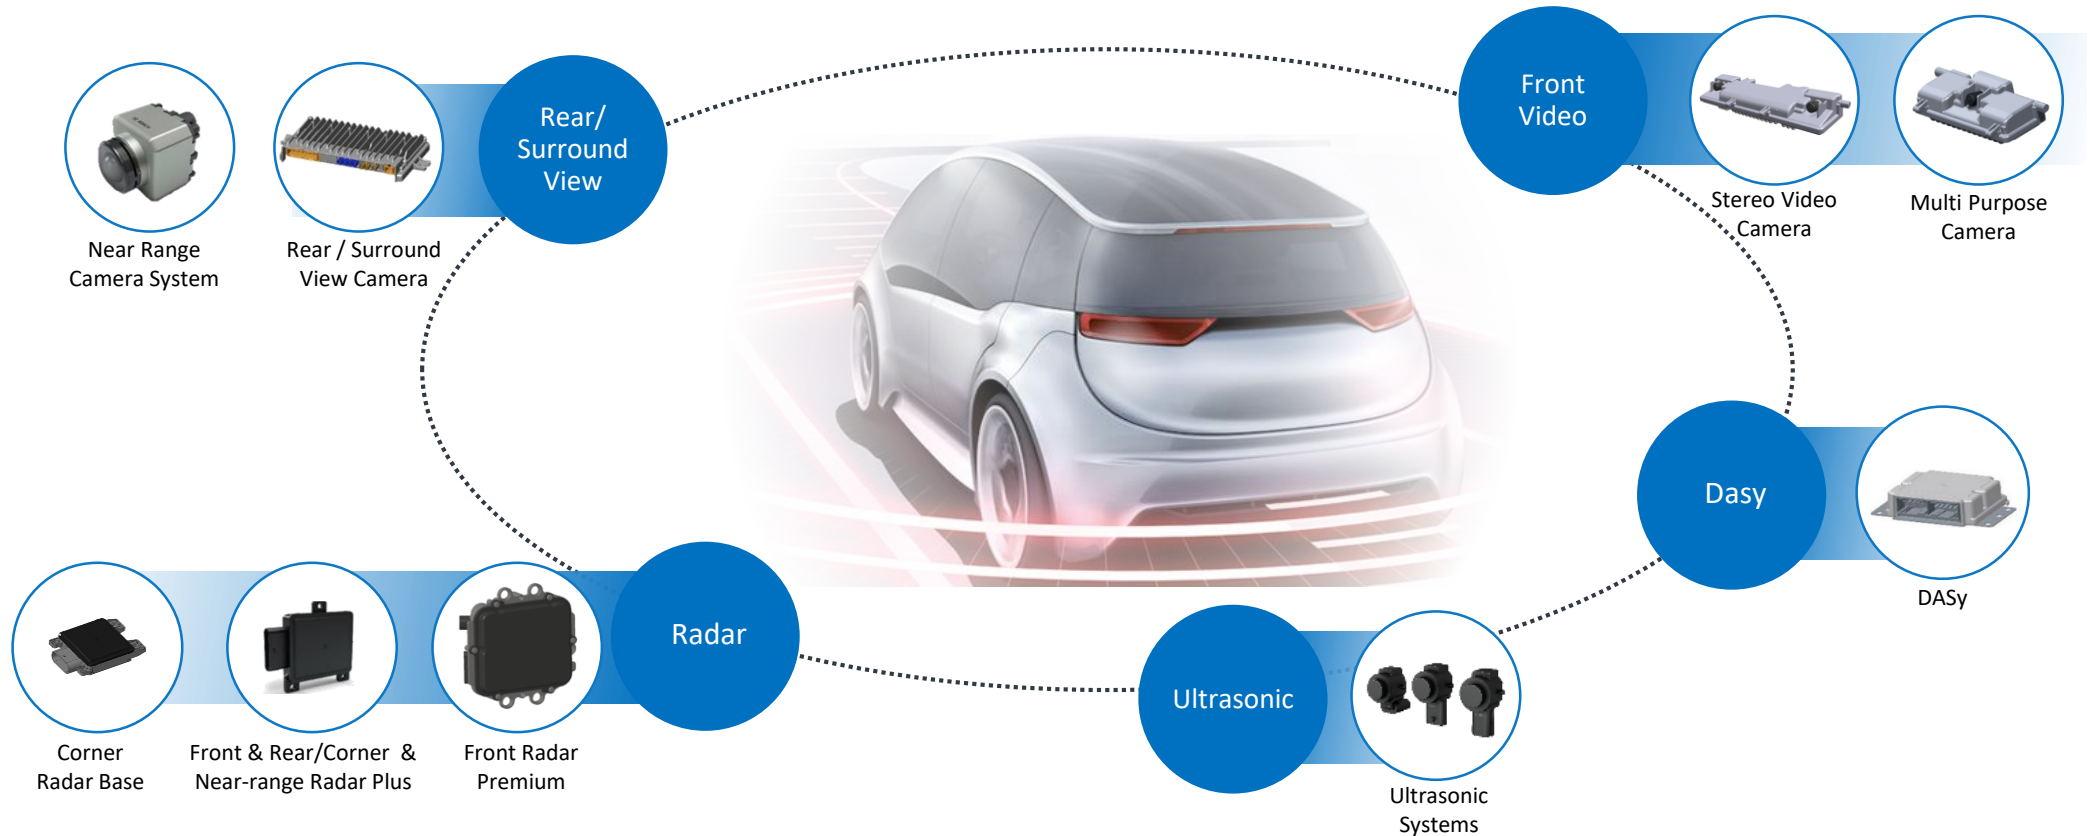 Rear/
Surround
View
Near Range
Camera System
Rear / Surround
View Camera
Front
Video
Stereo Video
Camera
Multi Purpose
Camera
Dasy
DASy
Radar
Corner
Radar Base
Front & Rear/Corner &
Near-range Radar Plus
Front Radar
Premium
Ultrasonic
Ultrasonic
Systems